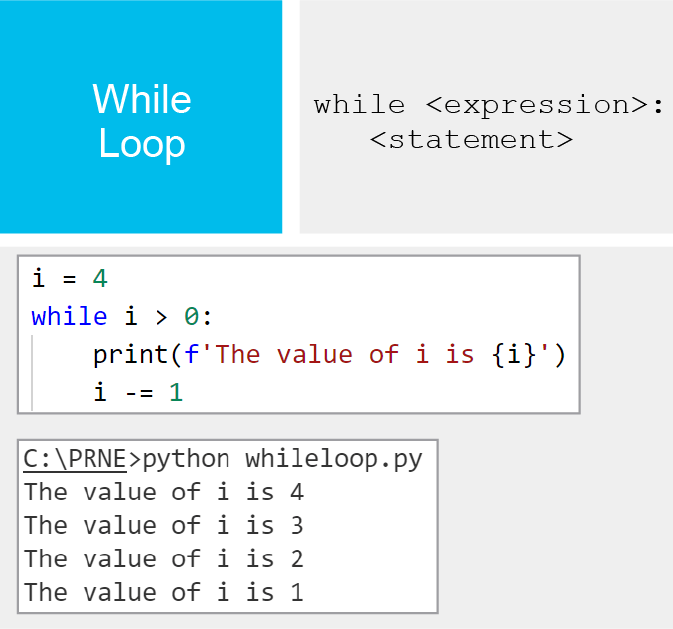 While
Loop
while <expression>:
<statement>
i = 4
while i > 0:
    print(f'The value of i is {i}')
    i -= 1
C:\PRNE>python whileloop.py
The value of i is 4
The value of i is 3
The value of i is 2
The value of i is 1